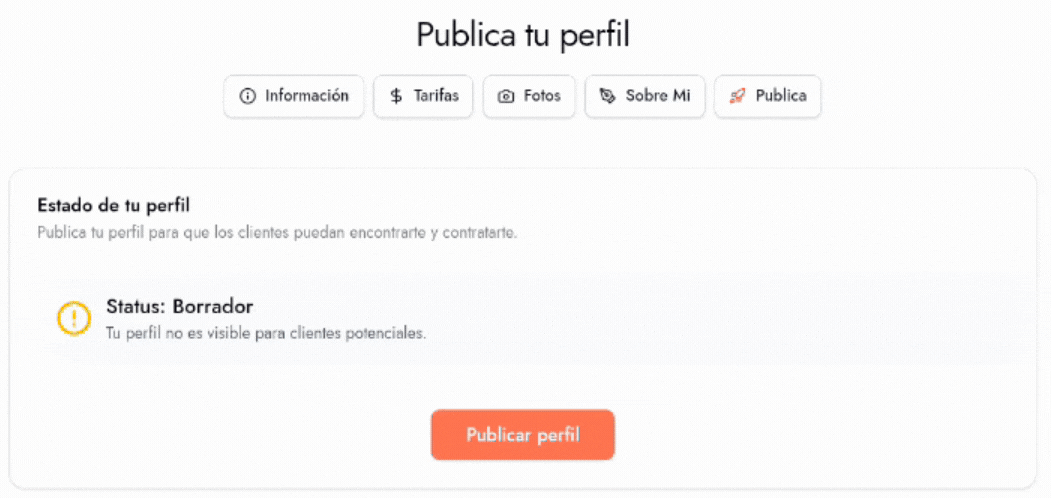 Publica tu perfil
Información Tarifas Fotos Sobre Mi Publica
Estado de tu perfil
Publica tu perfil para que los clientes puedan encontrarte y contratarte.
Status: Borrador
Tu perfil no es visible para clientes potenciales.
Publicar perfil